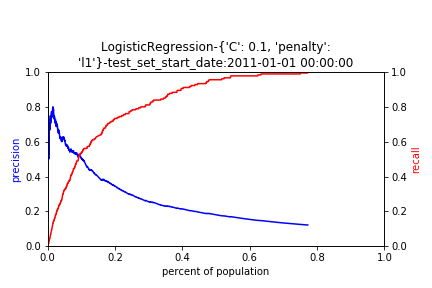 LogisticRegression-{'C': 0.1, 'penalty':
'l1'}-test_set_start_date:2011-01-01 00:00:00
1.0 1.0
0.8 0.8
0.6 0.6
precision recall
0.4 0.4
0.2 0.2
0.0 0.0
0.0 0.2 0.4 0.6 0.8 1.0
percent of population